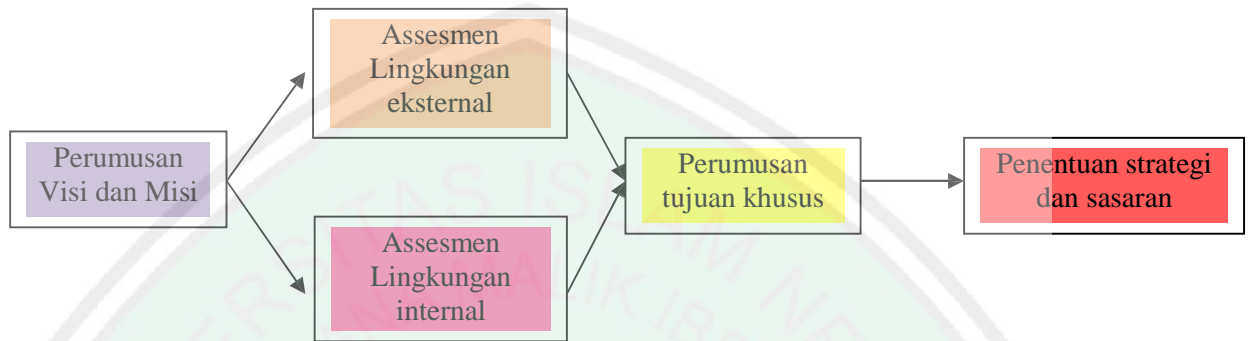 Assesmen
Lingkungan
eksternal
Perumusan
Visi dan Misi
Perumusan
tujuan khusus
Penentuan strategi
dan sasaran
Assesmen
Lingkungan
internal